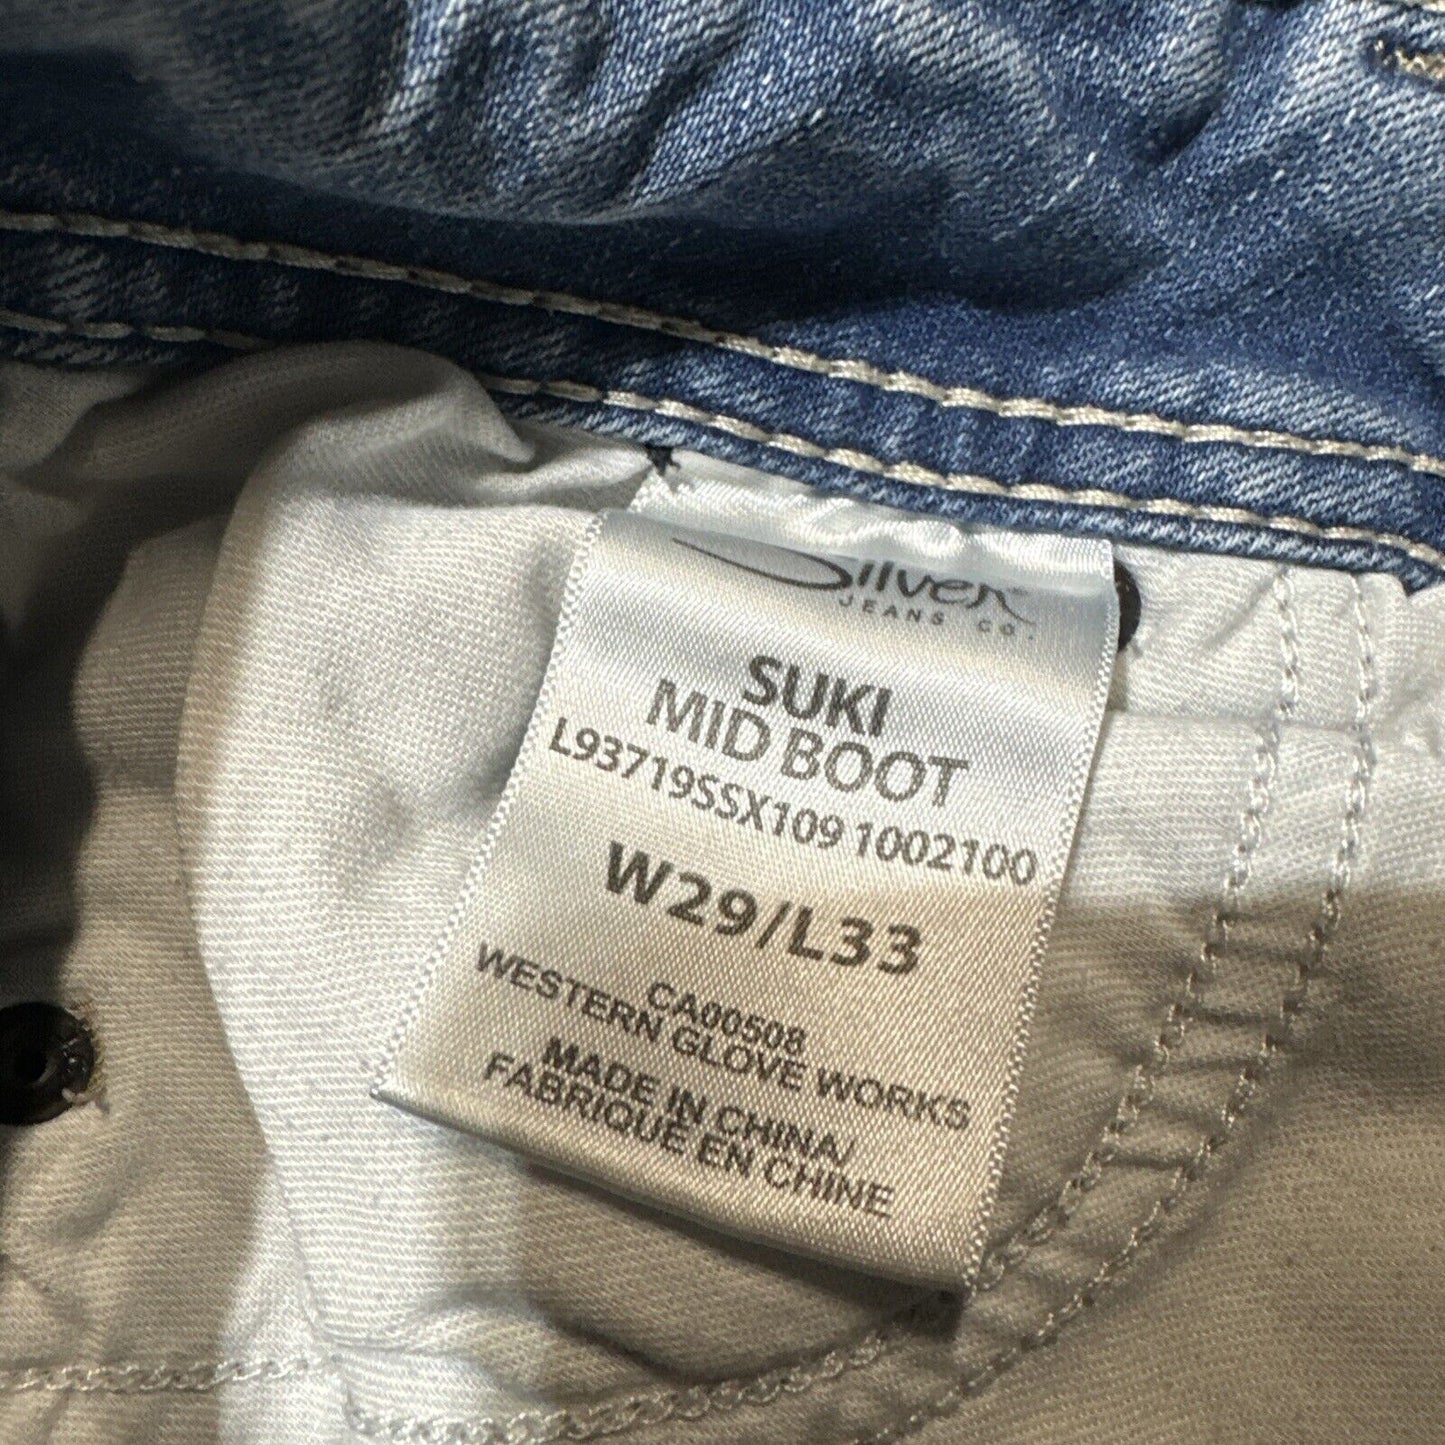 Silver
JEANS CO.
SUKI
MID BOOT
L93719SSX109 1002100
W29/L33
CA00508
WESTERN GLOVE WORKS
MADE IN CHINA/
FABRIQUÉ EN CHINE